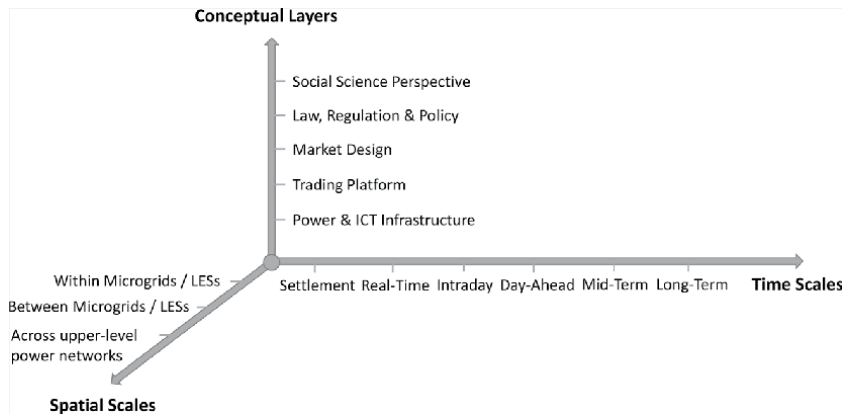 Conceptual Layers
Social Science Perspective
Law, Regulation & Policy
Market Design
Trading Platform
Power & ICT Infrastructure
Within Microgrids / LESs
Between Microgrids / LESs
Across upper-level
power networks
Spatial Scales
Settlement Real-Time Intraday Day-Ahead Mid-Term Long-Term
Time Scales